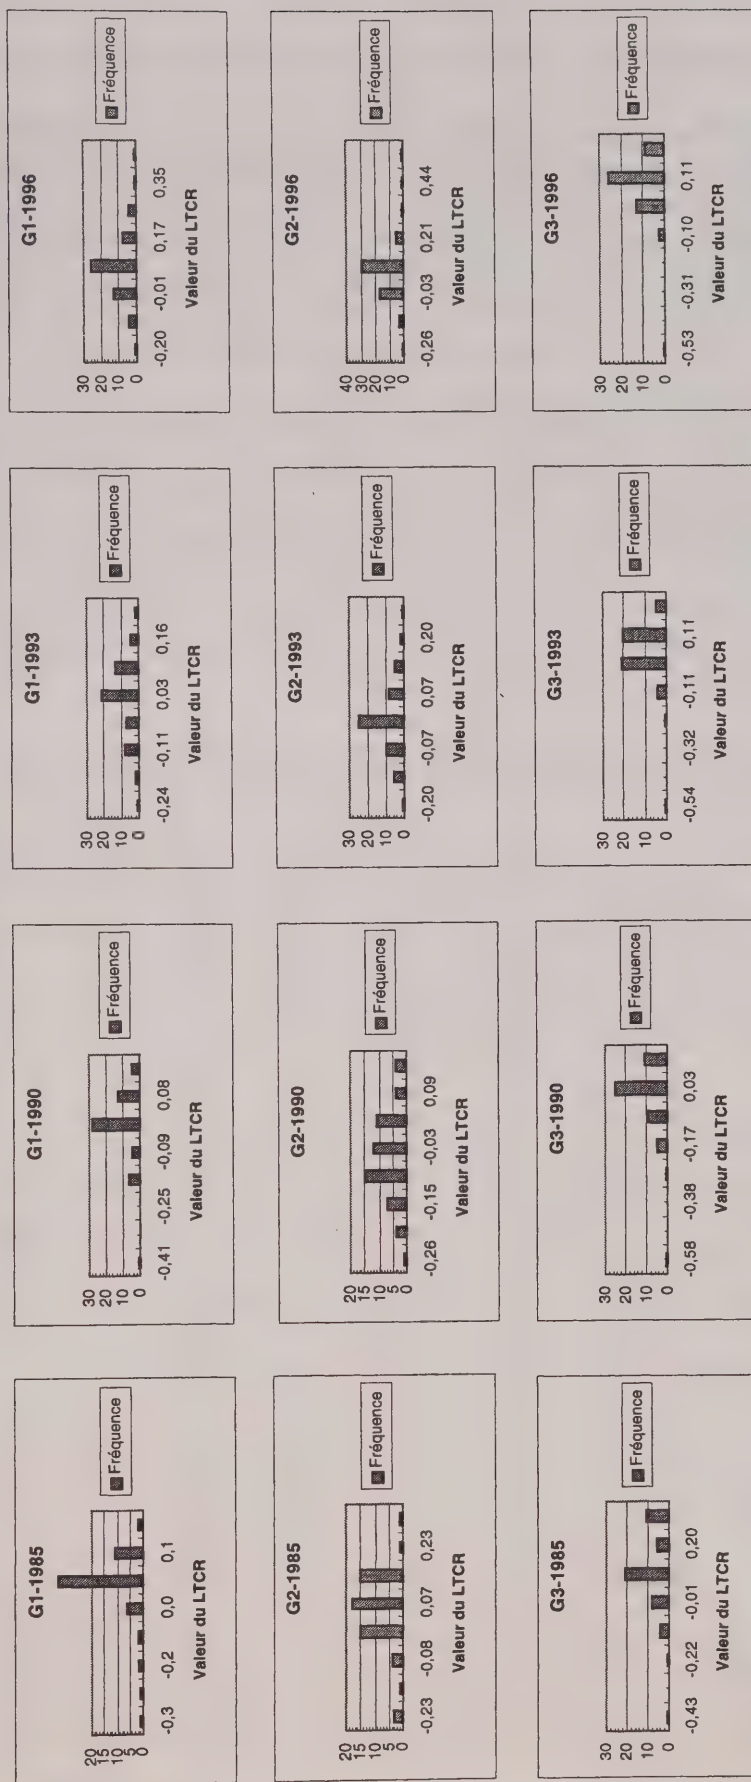 G1-1985
20
15
10
5
0
-0,3
-0,2
0,0
0,1
Valeur du LTCR
Fréquence
G1-1990
30
20
10
0
-0,41
-0,25
-0,09
0,08
Valeur du LTCR
Fréquence
G1-1993
30
20
10
0
-0,24
-0,11
0,03
0,16
Valeur du LTCR
Fréquence
G1-1996
30
20
10
0
-0,20
-0,01
0,17
0,35
Valeur du LTCR
Fréquence
G2-1985
20
15
10
5
0
-0,23
-0,08
0,07
0,23
Valeur du LTCR
Fréquence
G2-1990
20
15
10
5
0
-0,26
-0,15
-0,03
0,09
Valeur du LTCR
Fréquence
G2-1993
30
20
10
0
-0,20
-0,07
0,07
0,20
Valeur du LTCR
Fréquence
G2-1996
40
30
20
10
0
-0,26
-0,03
0,21
0,44
Valeur du LTCR
Fréquence
G3-1985
30
20
10
0
-0,43
-0,22
-0,01
0,20
Valeur du LTCR
Fréquence
G3-1990
30
20
10
0
-0,58
-0,38
-0,17
0,03
Valeur du LTCR
Fréquence
G3-1993
30
20
10
0
-0,54
-0,32
-0,11
0,11
Valeur du LTCR
Fréquence
G3-1996
30
20
10
0
-0,53
-0,31
-0,10
0,11
Valeur du LTCR
Fréquence